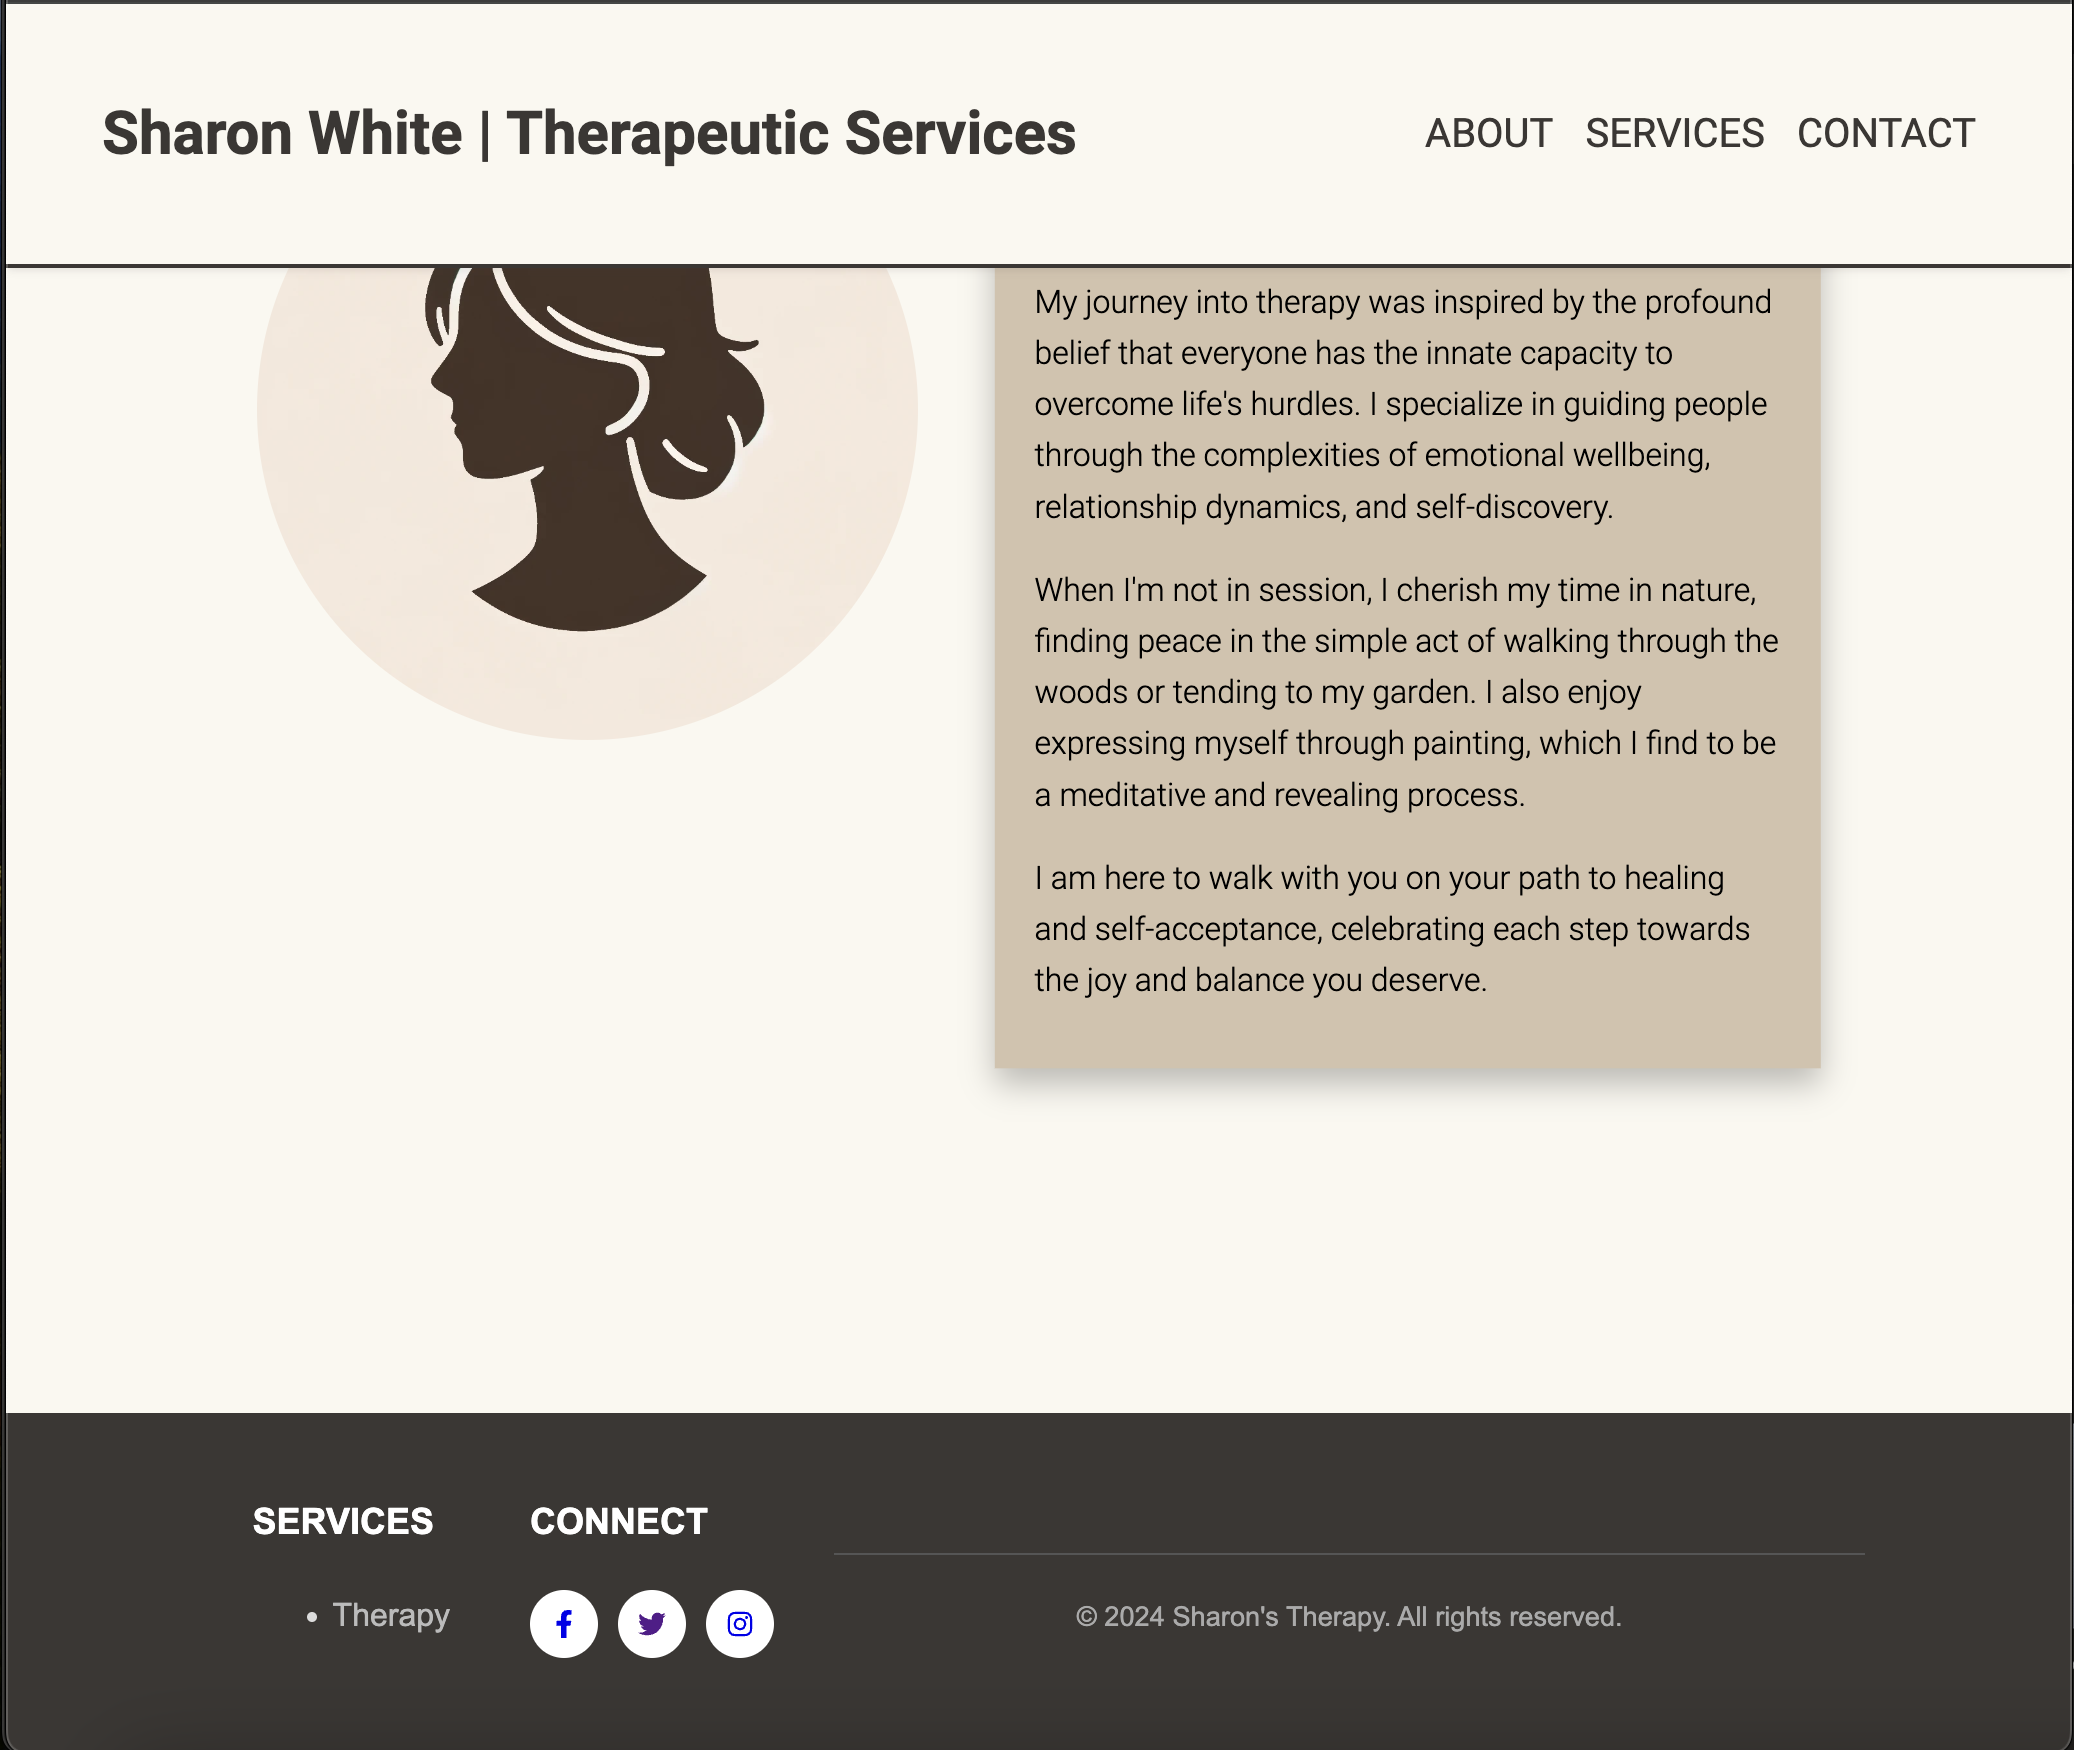 Sharon White | Therapeutic Services
ABOUT SERVICES CONTACT
My journey into therapy was inspired by the profound
belief that everyone has the innate capacity to
overcome life's hurdles. I specialize in guiding people
through the complexities of emotional wellbeing,
relationship dynamics, and self-discovery.
When I'm not in session, I cherish my time in nature,
finding peace in the simple act of walking through the
woods or tending to my garden. I also enjoy
expressing myself through painting, which I find to be
a meditative and revealing process.
I am here to walk with you on your path to healing
and self-acceptance, celebrating each step towards
the joy and balance you deserve.
SERVICES
• Therapy
CONNECT
© 2024 Sharon's Therapy. All rights reserved.